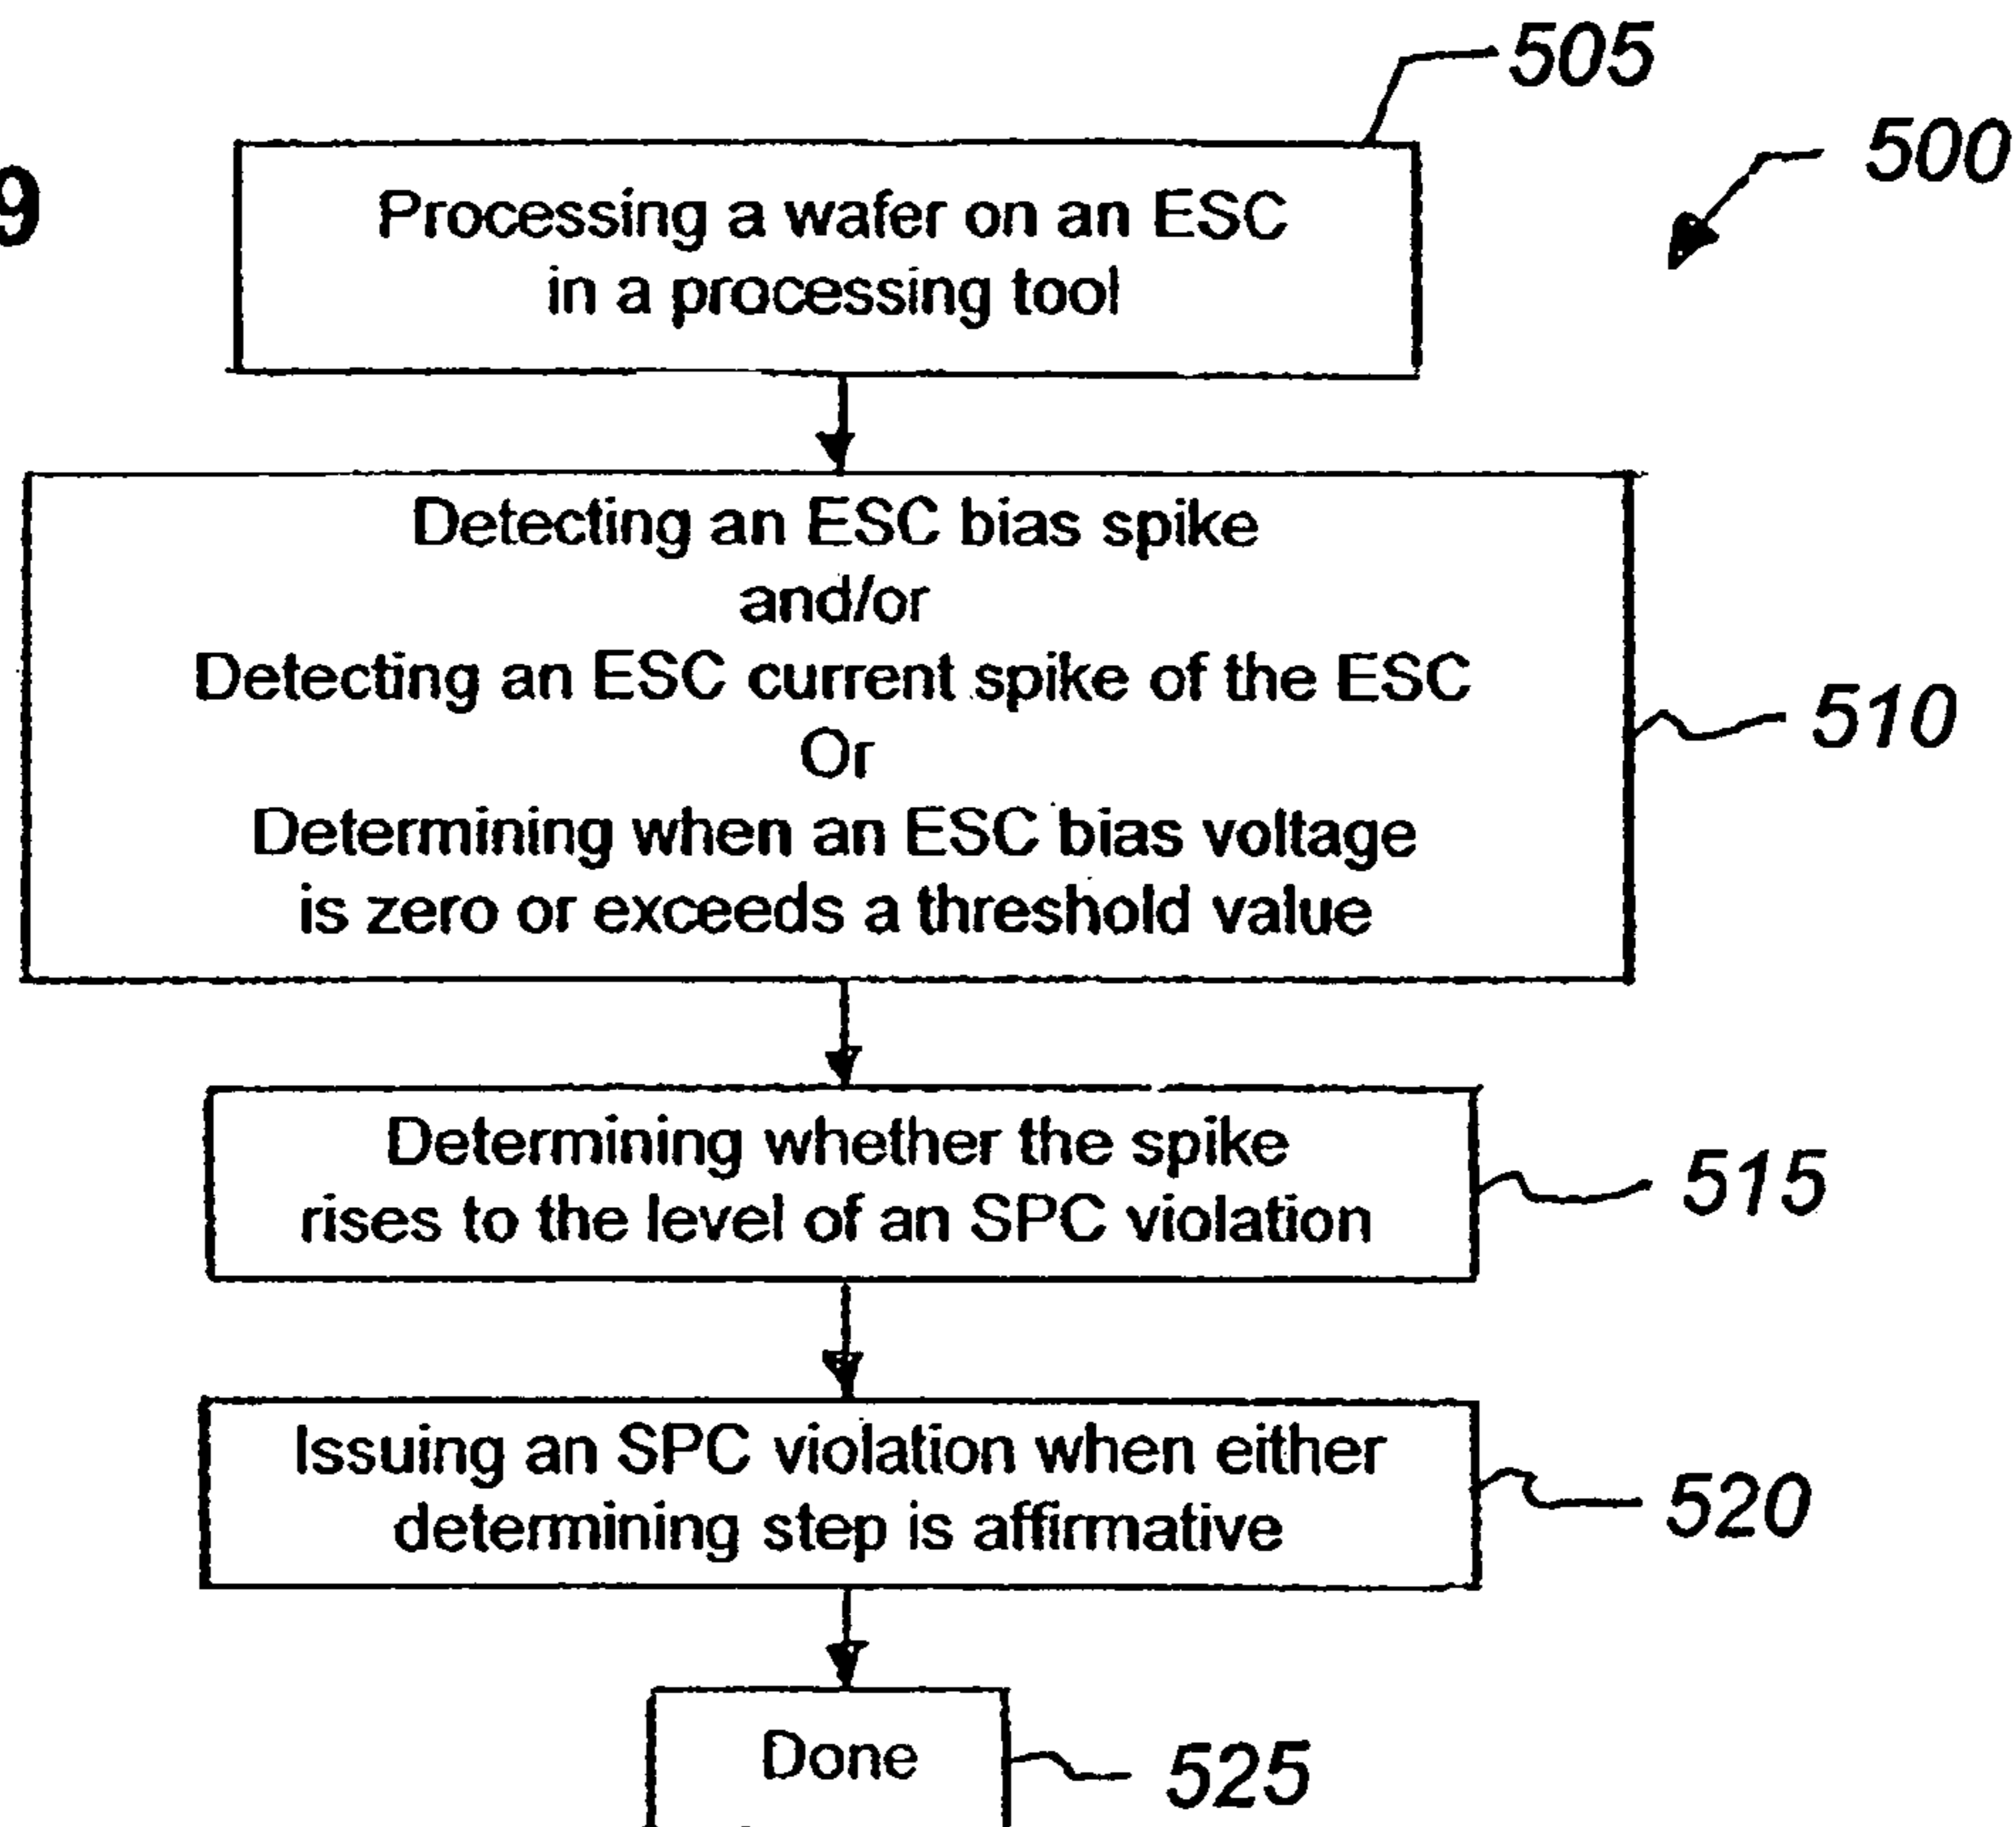 505
500
9
Processing a wafer on an ESC
in a processing tool
Detecting an ESC bias spike
and/or
Detecting an ESC current spike of the ESC
Or
Determining when an ESC bias voltage
is zero or exceeds a threshold value
510
Determining whether the spike
rises to the level of an SPC violation
515
Issuing an SPC violation when either
determining step is affirmative
520
Done
525